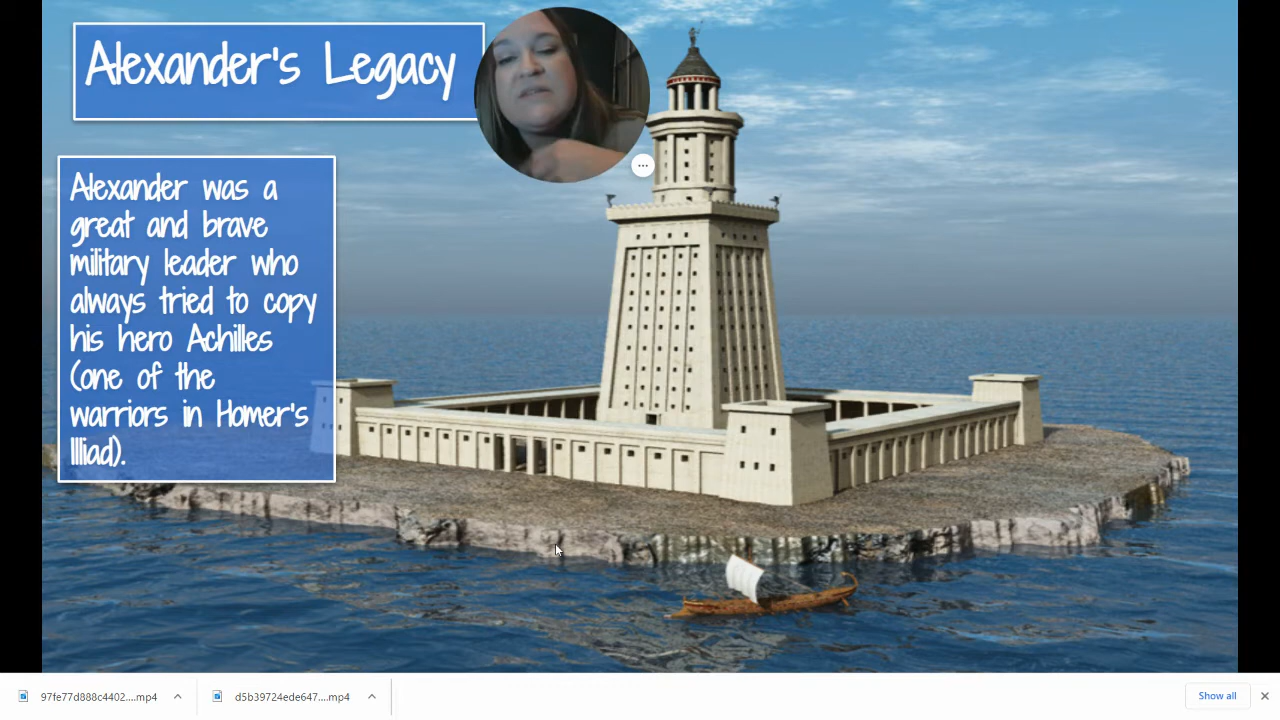 Alexander's Legacy
Alexander was a
great and brave
military leader who
always tried to copy
his hero Achilles
(one of the
warriors in Homer's
Illiad).
97fe77d888c4402....mp4
d5b39724ede647....mp4
Show all